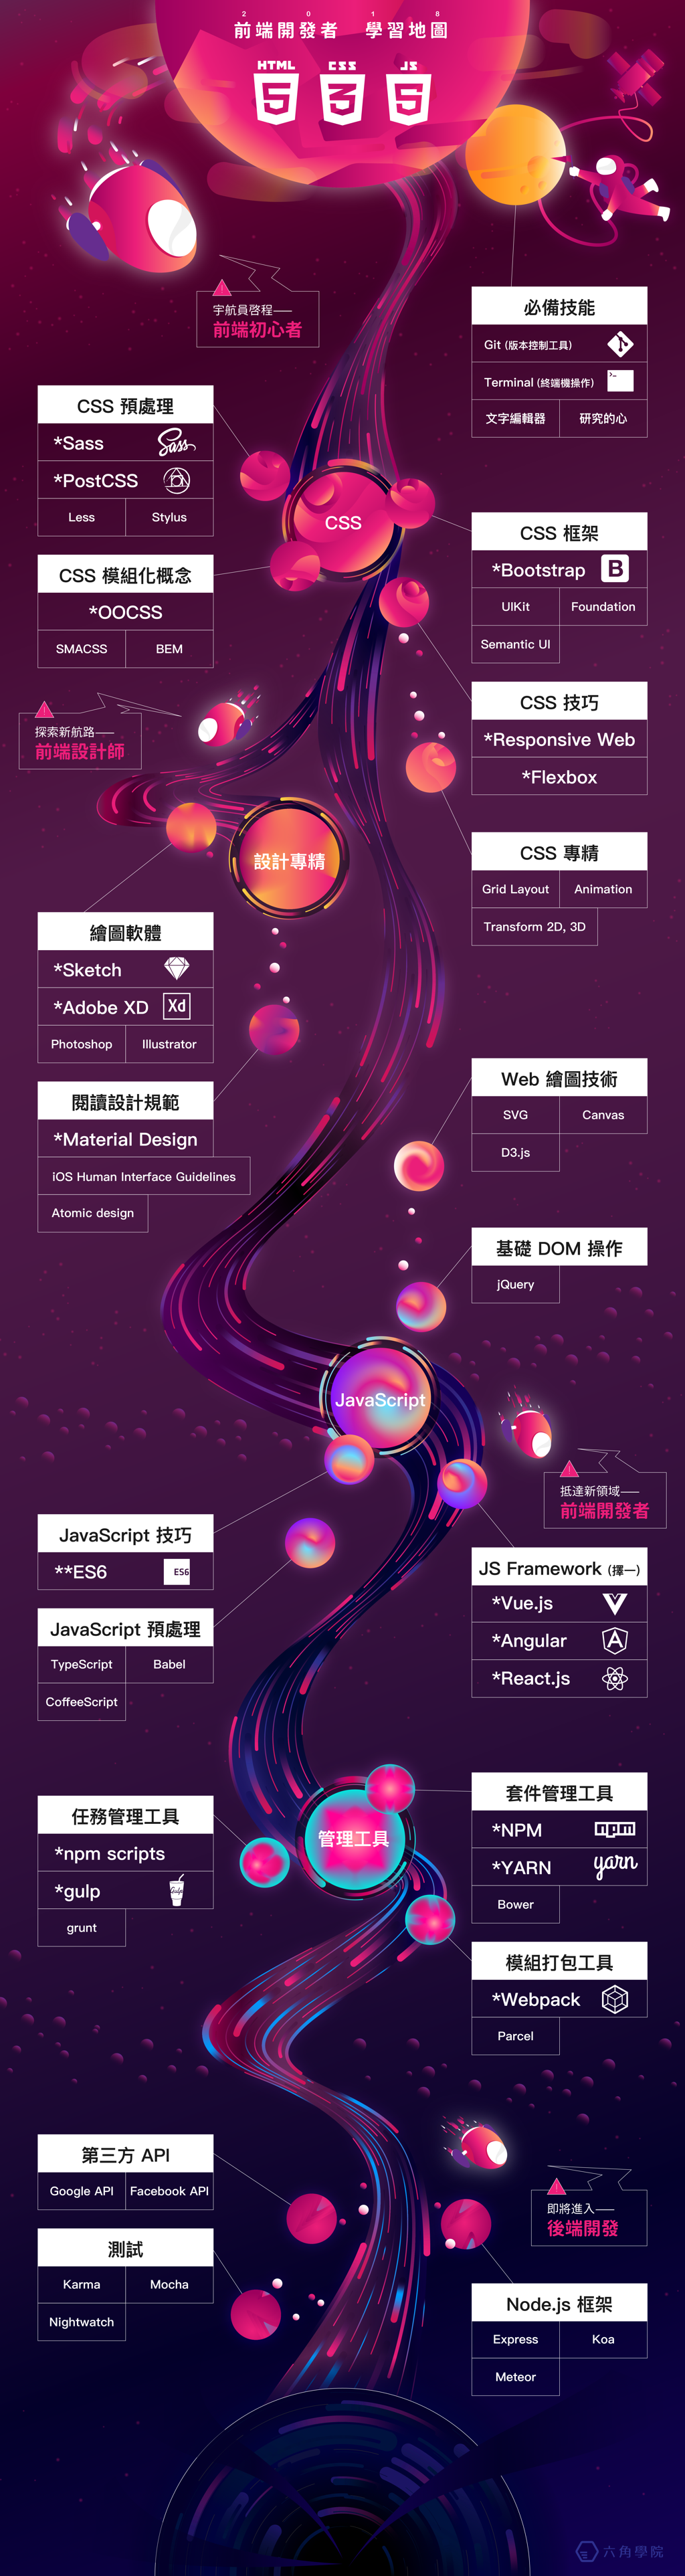 2 0 1 8
前端開發者 學習地圖
HTML CSS JS
5 3 5
宇航員啓程——
前端初心者
必備技能
Git (版本控制工具)
Terminal (終端機操作)
文字編輯器 研究的心
CSS 預處理
*Sass Sass
*PostCSS
Less Stylus
CSS
CSS 框架
*Bootstrap B
UIKit Foundation
Semantic UI
CSS 模組化概念
*OOCSS
SMACSS BEM
CSS 技巧
*Responsive Web
*Flexbox
探索新航路——
前端設計師
設計專精
CSS 專精
Grid Layout Animation
Transform 2D, 3D
繪圖軟體
*Sketch
*Adobe XD Xd
Photoshop Illustrator
閱讀設計規範
*Material Design
iOS Human Interface Guidelines
Atomic design
Web 繪圖技術
SVG Canvas
D3.js
基礎 DOM 操作
jQuery
JavaScript
抵達新領域——
前端開發者
JavaScript 技巧
**ES6 ES6
JS Framework (擇一)
*Vue.js
*Angular A
*React.js
JavaScript 預處理
TypeScript Babel
CoffeeScript
管理工具
套件管理工具
*NPM npm
*YARN yarn
Bower
任務管理工具
*npm scripts
*gulp Gulp
grunt
模組打包工具
*Webpack
Parcel
第三方 API
Google API Facebook API
即將進入——
後端開發
測試
Karma Mocha
Nightwatch
Node.js 框架
Express Koa
Meteor
六角學院